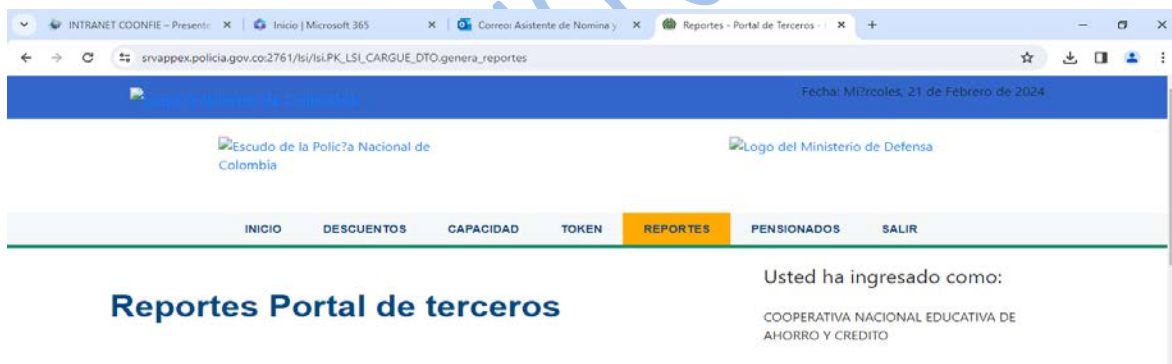 INTRANET COONFIE – Presente
Inicio | Microsoft 365
Correo: Asistente de Nomina y
Reportes - Portal de Terceros -
srvappex.policia.gov.co:2761/lsi/lsi.PK_LSI_CARGUE_DTO.genera_reportes
Fecha: Mi?rcoles, 21 de Febrero de 2024
Escudo de la Polic?a Nacional de
Colombia
Logo del Ministerio de Defensa
INICIO DESCUENTOS CAPACIDAD TOKEN REPORTES PENSIONADOS SALIR
Usted ha ingresado como:
Reportes Portal de terceros
COOPERATIVA NACIONAL EDUCATIVA DE
AHORRO Y CREDITO